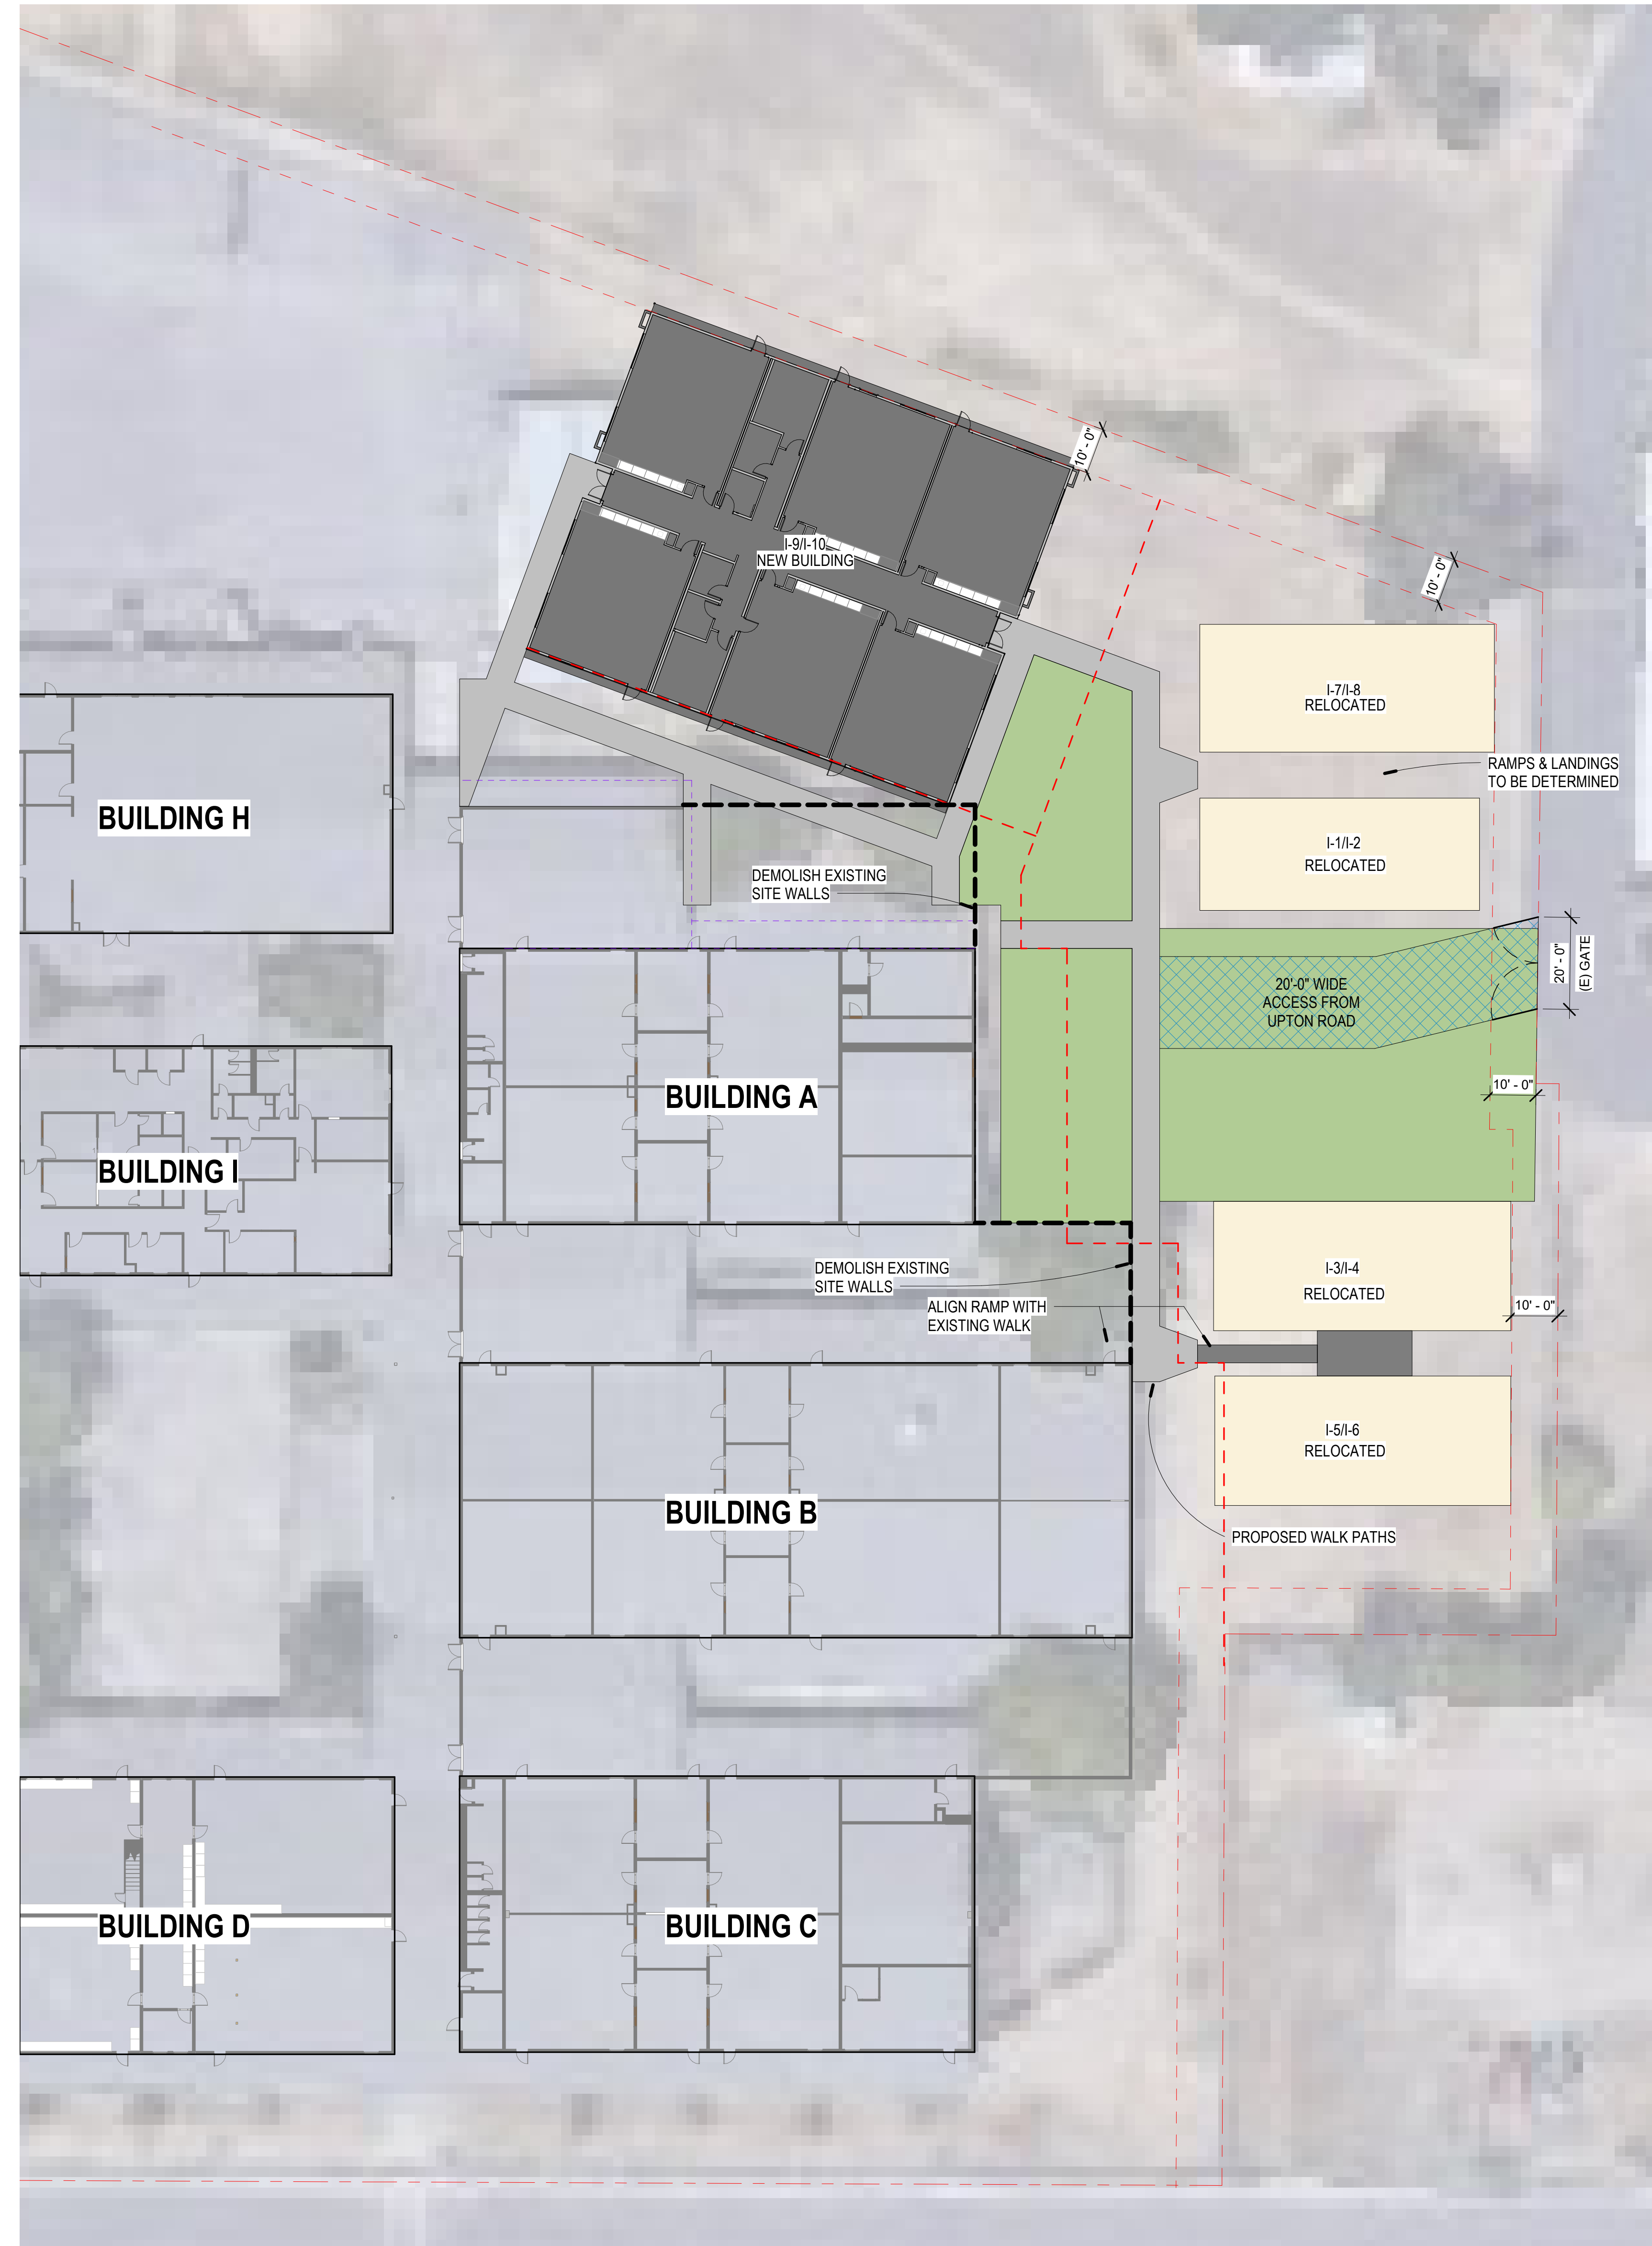 10' - 0"
I-9/I-10
NEW BUILDING
10' - 0"
I-7/I-8
RELOCATED
RAMPS & LANDINGS
TO BE DETERMINED
BUILDING H
I-1/I-2
RELOCATED
DEMOLISH EXISTING
SITE WALLS
20' - 0"
(E) GATE
20'-0" WIDE
ACCESS FROM
UPTON ROAD
10' - 0"
BUILDING A
BUILDING I
DEMOLISH EXISTING
SITE WALLS
I-3/I-4
RELOCATED
ALIGN RAMP WITH
EXISTING WALK
10' - 0"
I-5/I-6
RELOCATED
BUILDING B
PROPOSED WALK PATHS
BUILDING D
BUILDING C